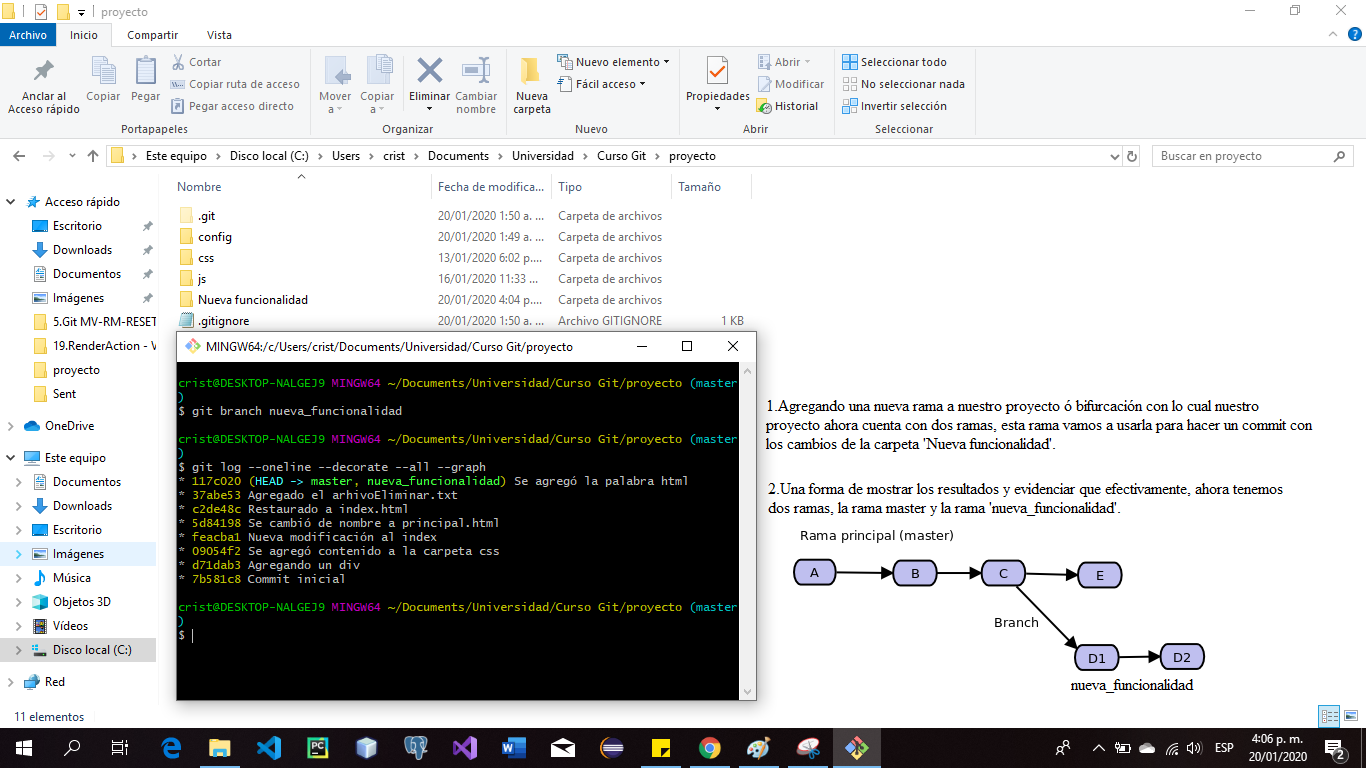 proyecto
Archivo Inicio Compartir Vista
Anclar al Acceso rápido
Copiar
Pegar
Cortar
Copiar ruta de acceso
Pegar acceso directo
Portapapeles
Mover a
Copiar a
Eliminar
Cambiar nombre
Organizar
Nueva carpeta
Nuevo elemento
Fácil acceso
Nuevo
Propiedades
Abrir
Modificar
Historial
Abrir
Seleccionar todo
No seleccionar nada
Invertir selección
Seleccionar
Este equipo > Disco local (C:) > Users > crist > Documents > Universidad > Curso Git > proyecto
Buscar en proyecto
Acceso rápido
Escritorio
Downloads
Documentos
Imágenes
5.Git MV-RM-RESET
19.RenderAction - V
proyecto
Sent
OneDrive
Este equipo
Documentos
Downloads
Escritorio
Imágenes
Música
Objetos 3D
Vídeos
Disco local (C:)
Red
Nombre Fecha de modifica... Tipo Tamaño
.git 20/01/2020 1:50 a. ... Carpeta de archivos
config 20/01/2020 1:49 a. ... Carpeta de archivos
css 13/01/2020 6:02 p.... Carpeta de archivos
js 16/01/2020 11:33 ... Carpeta de archivos
Nueva funcionalidad 20/01/2020 4:04 p.... Carpeta de archivos
.gitignore 20/01/2020 1:50 a. ... Archivo GITIGNORE 1 KB
MINGW64:/c/Users/crist/Documents/Universidad/Curso Git/proyecto
crist@DESKTOP-NALGEJ9 MINGW64 ~/Documents/Universidad/Curso Git/proyecto (master
)
$ git branch nueva_funcionalidad
crist@DESKTOP-NALGEJ9 MINGW64 ~/Documents/Universidad/Curso Git/proyecto (master
)
$ git log --oneline --decorate --all --graph
* 117c020 (HEAD -> master, nueva_funcionalidad) Se agregó la palabra html
* 37abe53 Agregado el arhivoEliminar.txt
* c2de48c Restaurado a index.html
* 5d84198 Se cambió de nombre a principal.html
* feacba1 Nueva modificación al index
* 09054f2 Se agregó contenido a la carpeta css
* d71dab3 Agregando un div
* 7b581c8 Commit inicial
crist@DESKTOP-NALGEJ9 MINGW64 ~/Documents/Universidad/Curso Git/proyecto (master
)
$
1.Agregando una nueva rama a nuestro proyecto ó bifurcación con lo cual nuestro
proyecto ahora cuenta con dos ramas, esta rama vamos a usarla para hacer un commit con
los cambios de la carpeta 'Nueva funcionalidad'.
2.Una forma de mostrar los resultados y evidenciar que efectivamente, ahora tenemos
dos ramas, la rama master y la rama 'nueva_funcionalidad'.
Rama principal (master)
A B C E
Branch
D1 D2
nueva_funcionalidad
11 elementos
ESP
4:06 p. m.
20/01/2020
2